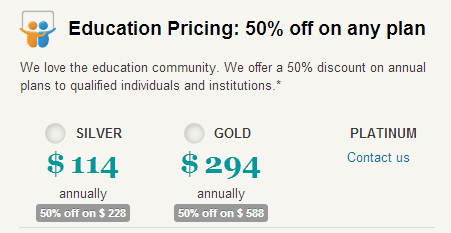 Education Pricing: 50% off on any plan
We love the education community. We offer a 50% discount on annual
plans to qualified individuals and institutions.*
SILVER GOLD PLATINUM
$114 $294 Contact us
annually annually
50% off on $ 228 50% off on $ 588